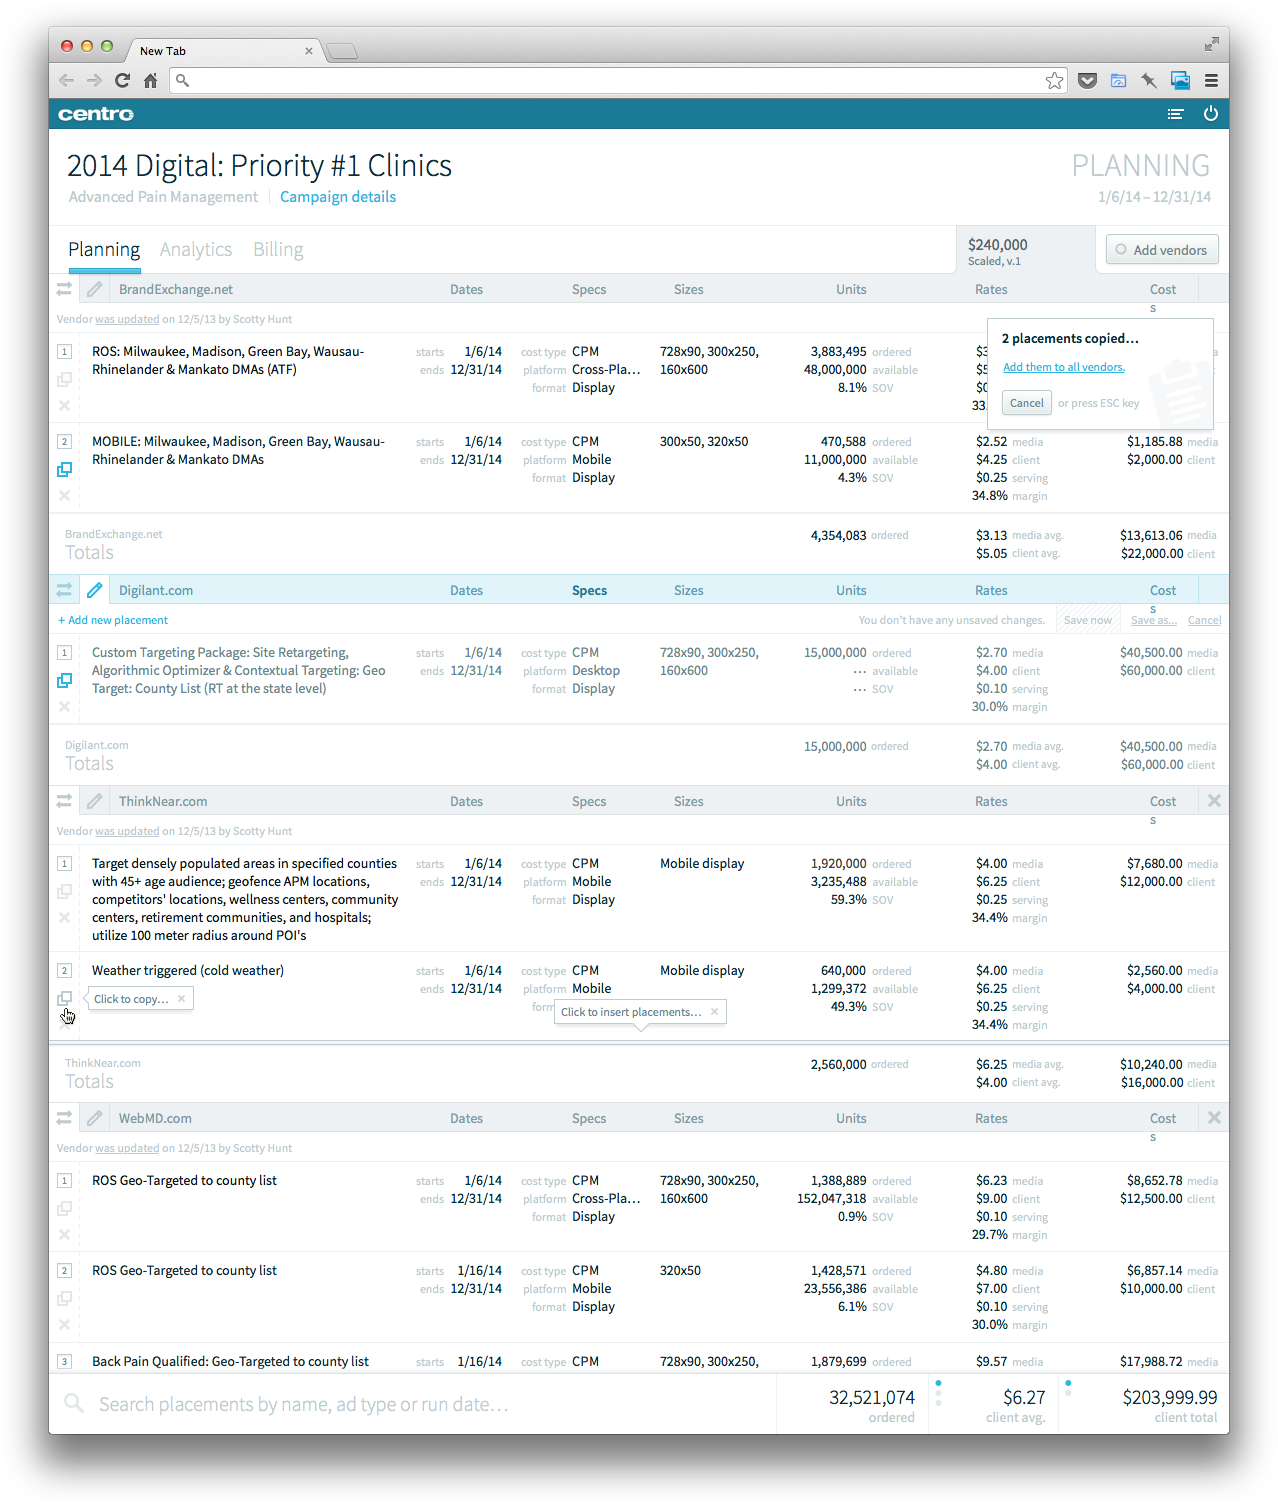 New Tab
centro
2014 Digital: Priority #1 Clinics
PLANNING
Advanced Pain Management Campaign details
1/6/14 – 12/31/14
Planning Analytics Billing
$240,000
Scaled, v.1
Add vendors
BrandExchange.net Dates Specs Sizes Units Rates Cost
s
Vendor was updated on 12/5/13 by Scotty Hunt
2 placements copied...
Add them to all vendors.
Cancel or press ESC key
1 ROS: Milwaukee, Madison, Green Bay, Wausau- starts 1/6/14 cost type CPM 728x90, 300x250, 3,883,495 ordered
Rhinelander & Mankato DMAs (ATF) ends 12/31/14 platform Cross-Pla... 160x600 48,000,000 available
format Display 8.1% SOV
2 MOBILE: Milwaukee, Madison, Green Bay, Wausau- starts 1/6/14 cost type CPM 300x50, 320x50 470,588 ordered $2.52 media $1,185.88 media
Rhinelander & Mankato DMAs ends 12/31/14 platform Mobile 11,000,000 available $4.25 client $2,000.00 client
format Display 4.3% SOV $0.25 serving
34.8% margin
BrandExchange.net 4,354,083 ordered $3.13 media avg. $13,613.06 media
Totals $5.05 client avg. $22,000.00 client
Digilant.com Dates Specs Sizes Units Rates Cost
s
+ Add new placement You don't have any unsaved changes. Save now Save as... Cancel
1 Custom Targeting Package: Site Retargeting, starts 1/6/14 cost type CPM 728x90, 300x250, 15,000,000 ordered $2.70 media $40,500.00 media
Algorithmic Optimizer & Contextual Targeting: Geo ends 12/31/14 platform Desktop 160x600 ... available $4.00 client $60,000.00 client
Target: County List (RT at the state level) format Display ... SOV $0.10 serving
30.0% margin
Digilant.com 15,000,000 ordered $2.70 media avg. $40,500.00 media
Totals $4.00 client avg. $60,000.00 client
ThinkNear.com Dates Specs Sizes Units Rates Cost
s
Vendor was updated on 12/5/13 by Scotty Hunt
1 Target densely populated areas in specified counties starts 1/6/14 cost type CPM Mobile display 1,920,000 ordered $4.00 media $7,680.00 media
with 45+ age audience; geofence APM locations, ends 12/31/14 platform Mobile 3,235,488 available $6.25 client $12,000.00 client
competitors' locations, wellness centers, community format Display 59.3% SOV $0.25 serving
centers, retirement communities, and hospitals; 34.4% margin
utilize 100 meter radius around POI's
2 Weather triggered (cold weather) starts 1/6/14 cost type CPM Mobile display 640,000 ordered $4.00 media $2,560.00 media
ends 12/31/14 platform Mobile 1,299,372 available $6.25 client $4,000.00 client
Click to copy... Click to insert placements... 49.3% SOV $0.25 serving
34.4% margin
ThinkNear.com 2,560,000 ordered $6.25 media avg. $10,240.00 media
Totals $4.00 client avg. $16,000.00 client
WebMD.com Dates Specs Sizes Units Rates Cost
s
Vendor was updated on 12/5/13 by Scotty Hunt
1 ROS Geo-Targeted to county list starts 1/6/14 cost type CPM 728x90, 300x250, 1,388,889 ordered $6.23 media $8,652.78 media
ends 12/31/14 platform Cross-Pla... 160x600 152,047,318 available $9.00 client $12,500.00 client
format Display 0.9% SOV $0.10 serving
29.7% margin
2 ROS Geo-Targeted to county list starts 1/16/14 cost type CPM 320x50 1,428,571 ordered $4.80 media $6,857.14 media
ends 12/31/14 platform Mobile 23,556,386 available $7.00 client $10,000.00 client
format Display 6.1% SOV $0.10 serving
30.0% margin
3 Back Pain Qualified: Geo-Targeted to county list starts 1/16/14 cost type CPM 728x90, 300x250, 1,879,699 ordered $9.57 media $17,988.72 media
Search placements by name, ad type or run date... 32,521,074 $6.27 $203,999.99
ordered client avg. client total